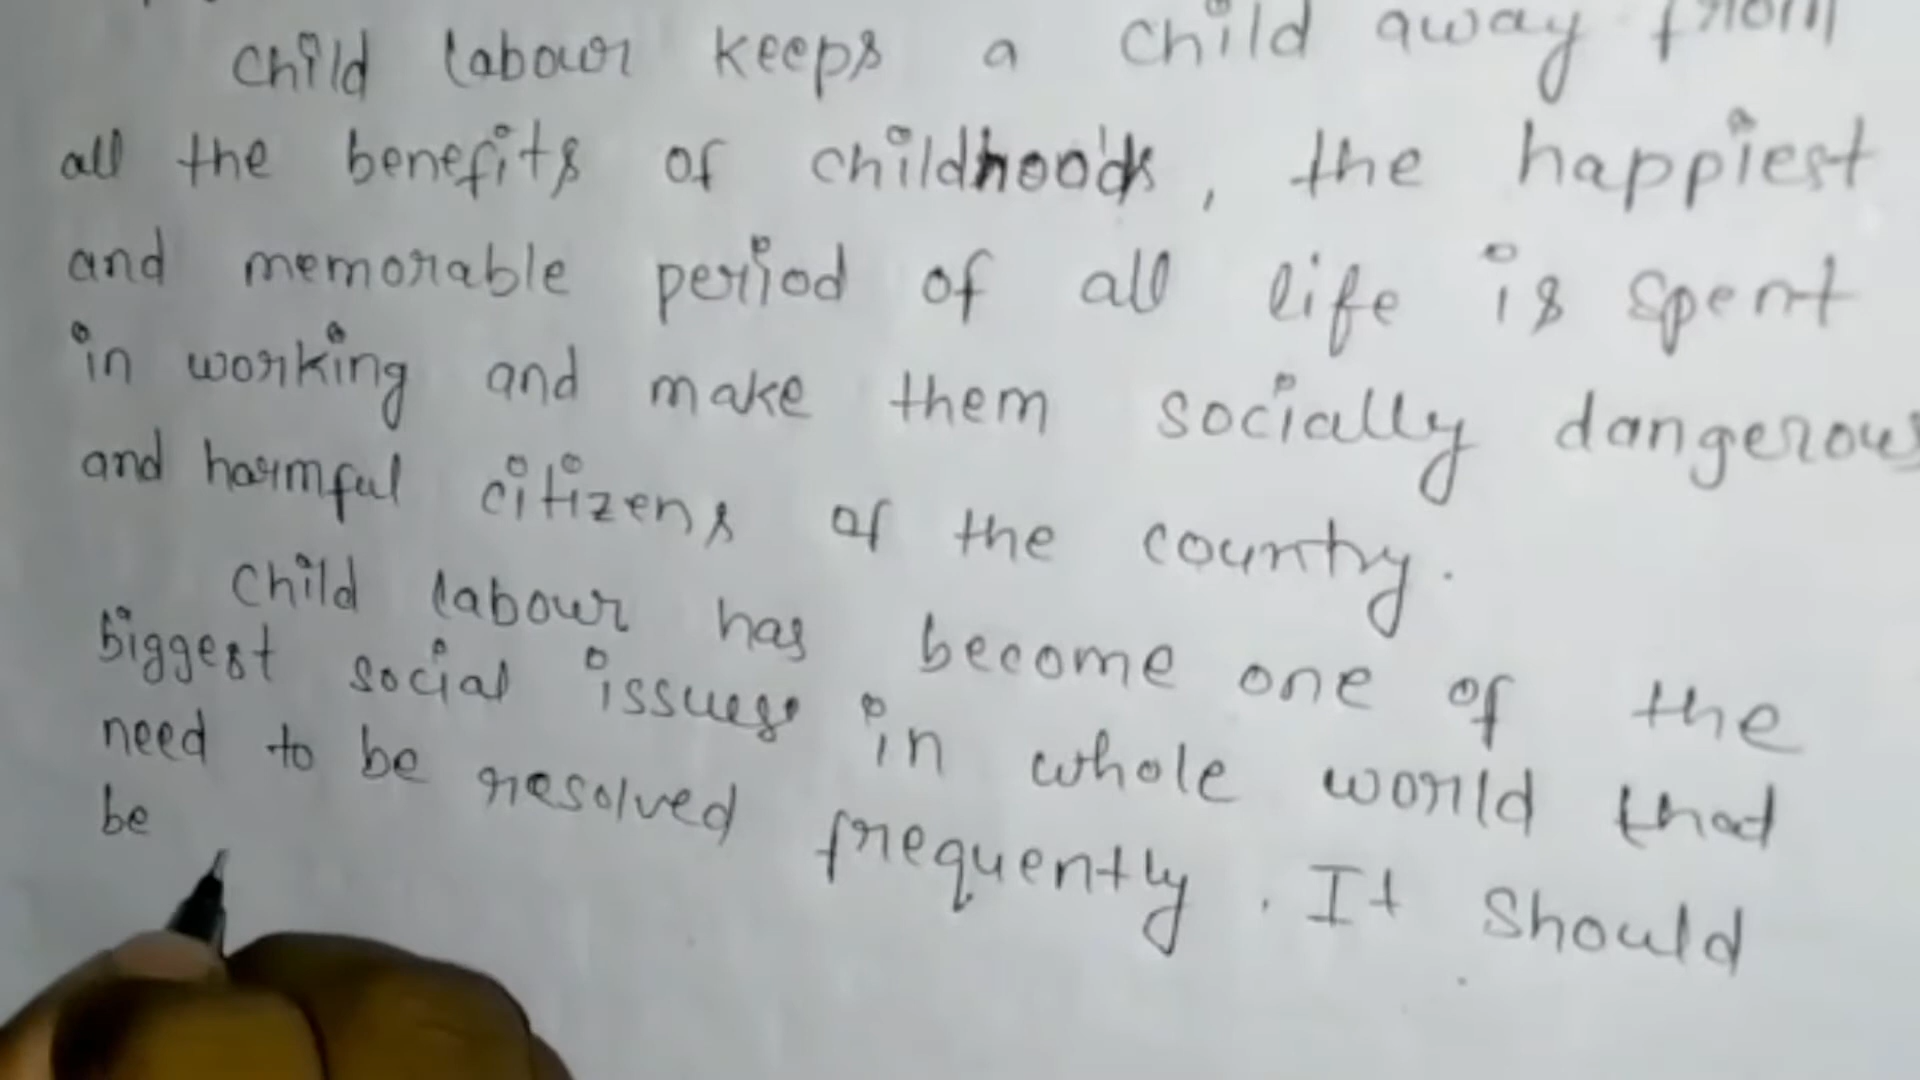 child labour keeps a child away from
all the benefits of childhoods, the happiest
and memorable period of all life is spent
in working and make them socially dangerous
and harmful citizens of the country.
child labour has become one of the
biggest social issues in whole world that
need to be resolved frequently. It should
be